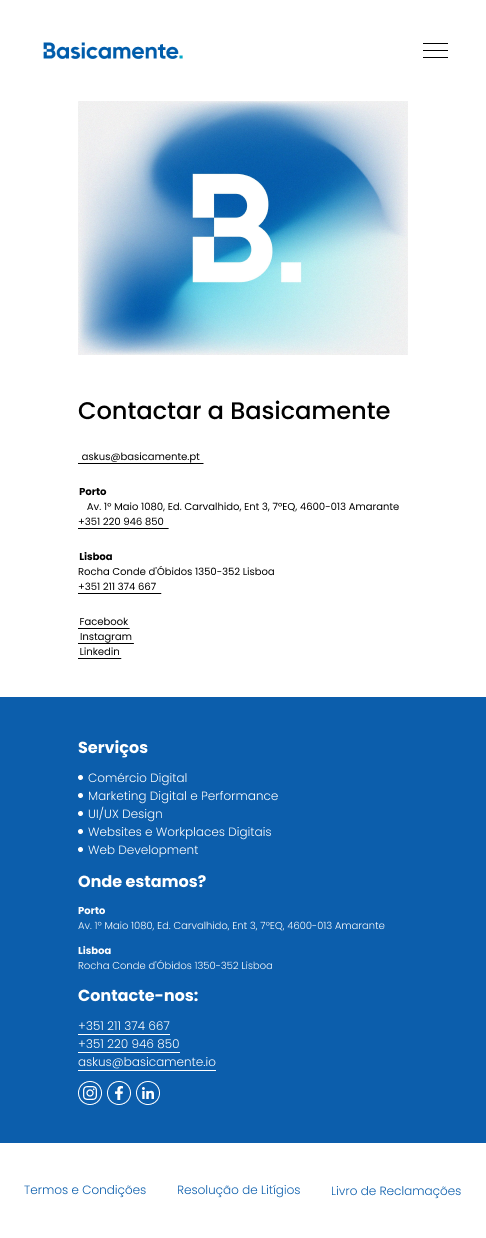 Basicamente.
B.
Contactar a Basicamente
askus@basicamente.pt
Porto
Av. 1º Maio 1080, Ed. Carvalhido, Ent 3, 7ºEQ, 4600-013 Amarante
+351 220 946 850
Lisboa
Rocha Conde d'Óbidos 1350-352 Lisboa
+351 211 374 667
Facebook
Instagram
Linkedin
Serviços
Comércio Digital
Marketing Digital e Performance
UI/UX Design
Websites e Workplaces Digitais
Web Development
Onde estamos?
Porto
Av. 1º Maio 1080, Ed. Carvalhido, Ent 3, 7ºEQ, 4600-013 Amarante
Lisboa
Rocha Conde d'Óbidos 1350-352 Lisboa
Contacte-nos:
+351 211 374 667
+351 220 946 850
askus@basicamente.io
Termos e Condições Resolução de Litígios Livro de Reclamações